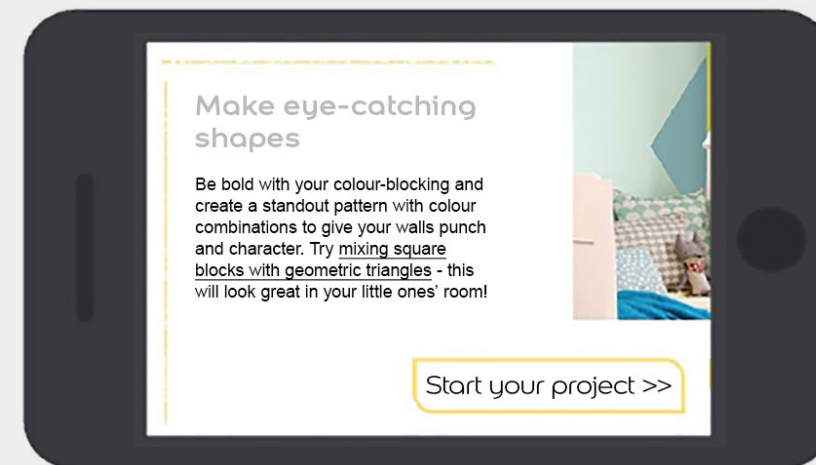 Make eye-catching
shapes
Be bold with your colour-blocking and
create a standout pattern with colour
combinations to give your walls punch
and character. Try mixing square
blocks with geometric triangles - this
will look great in your little ones’ room!
Start your project >>